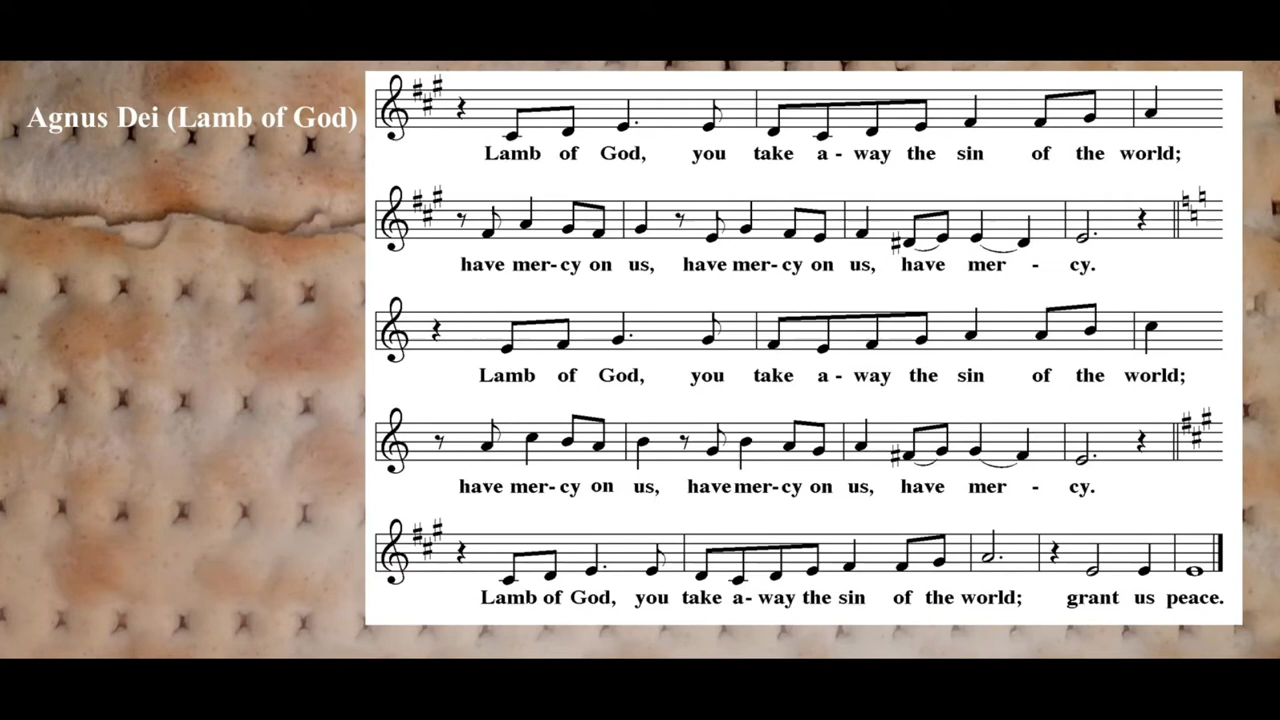 Agnus Dei (Lamb of God)
Lamb of God, you take a - way the sin of the world;
have mer- cy on us, have mer- cy on us, have mer - cy.
Lamb of God, you take a - way the sin of the world;
have mer- cy on us, have mer- cy on us, have mer - cy.
Lamb of God, you take a- way the sin of the world; grant us peace.